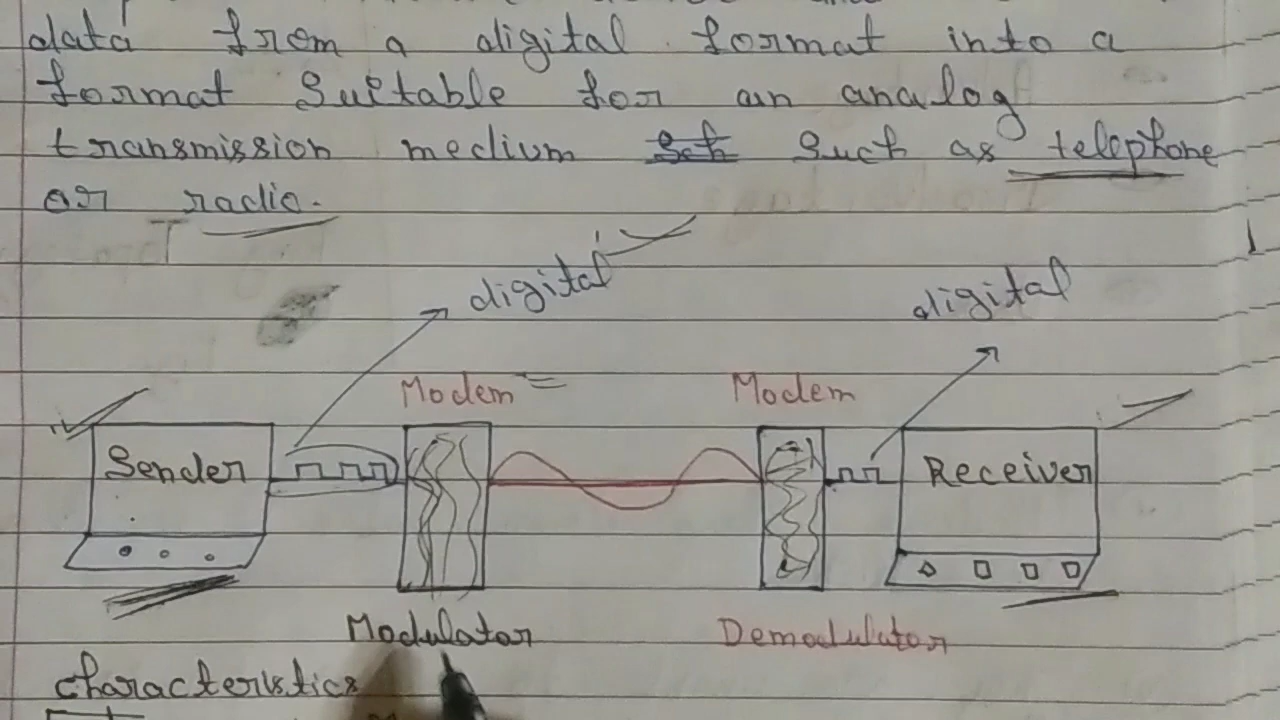 data from a digital format into a
format Suitable for an analog
transmission medium such as telephone
or radio.
digital
digital
Modem
Modem
Sender
Receiver
Modulator
Demodulator
characteristics